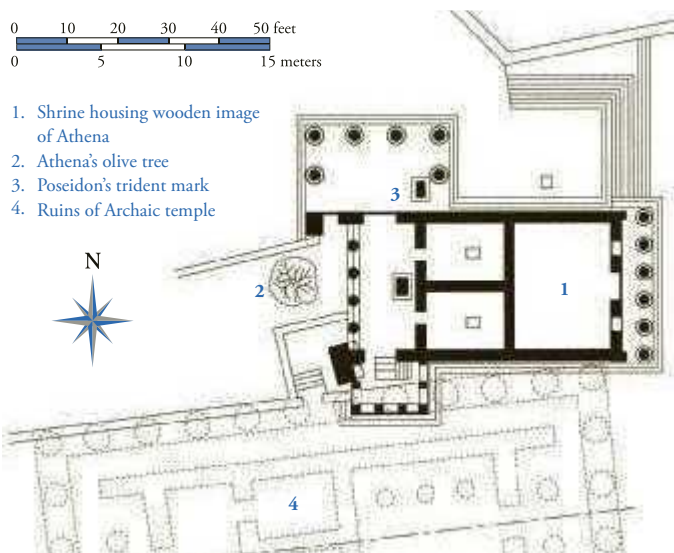 0 10 20 30 40 50 feet
0 5 10 15 meters
1. Shrine housing wooden image
of Athena
2. Athena's olive tree
3. Poseidon's trident mark
4. Ruins of Archaic temple
N
3
2
1
4